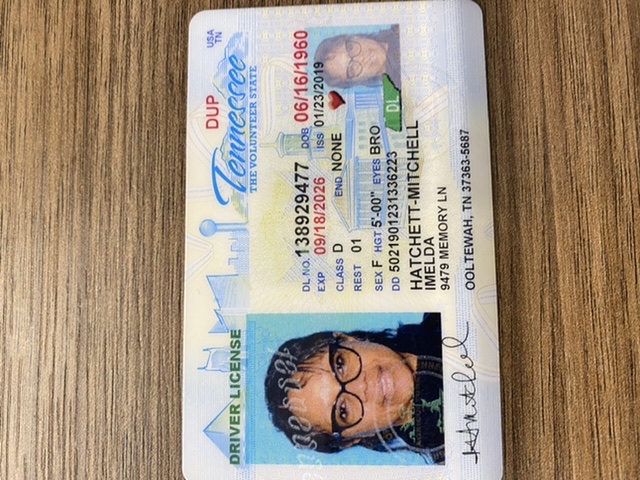 DRIVER LICENSE
DUP
USA
TN
Tennessee
THE VOLUNTEER STATE
DL NO. 138929477 DOB 06/16/1960
EXP 09/18/2026 ISS 01/23/2019
CLASS D END NONE
REST 01
SEX F HGT 5'-00" EYES BRO
DD 5021901231336223
DL
HATCHETT-MITCHELL
IMELDA
9479 MEMORY LN
OOLTEWAH, TN 37363-5687